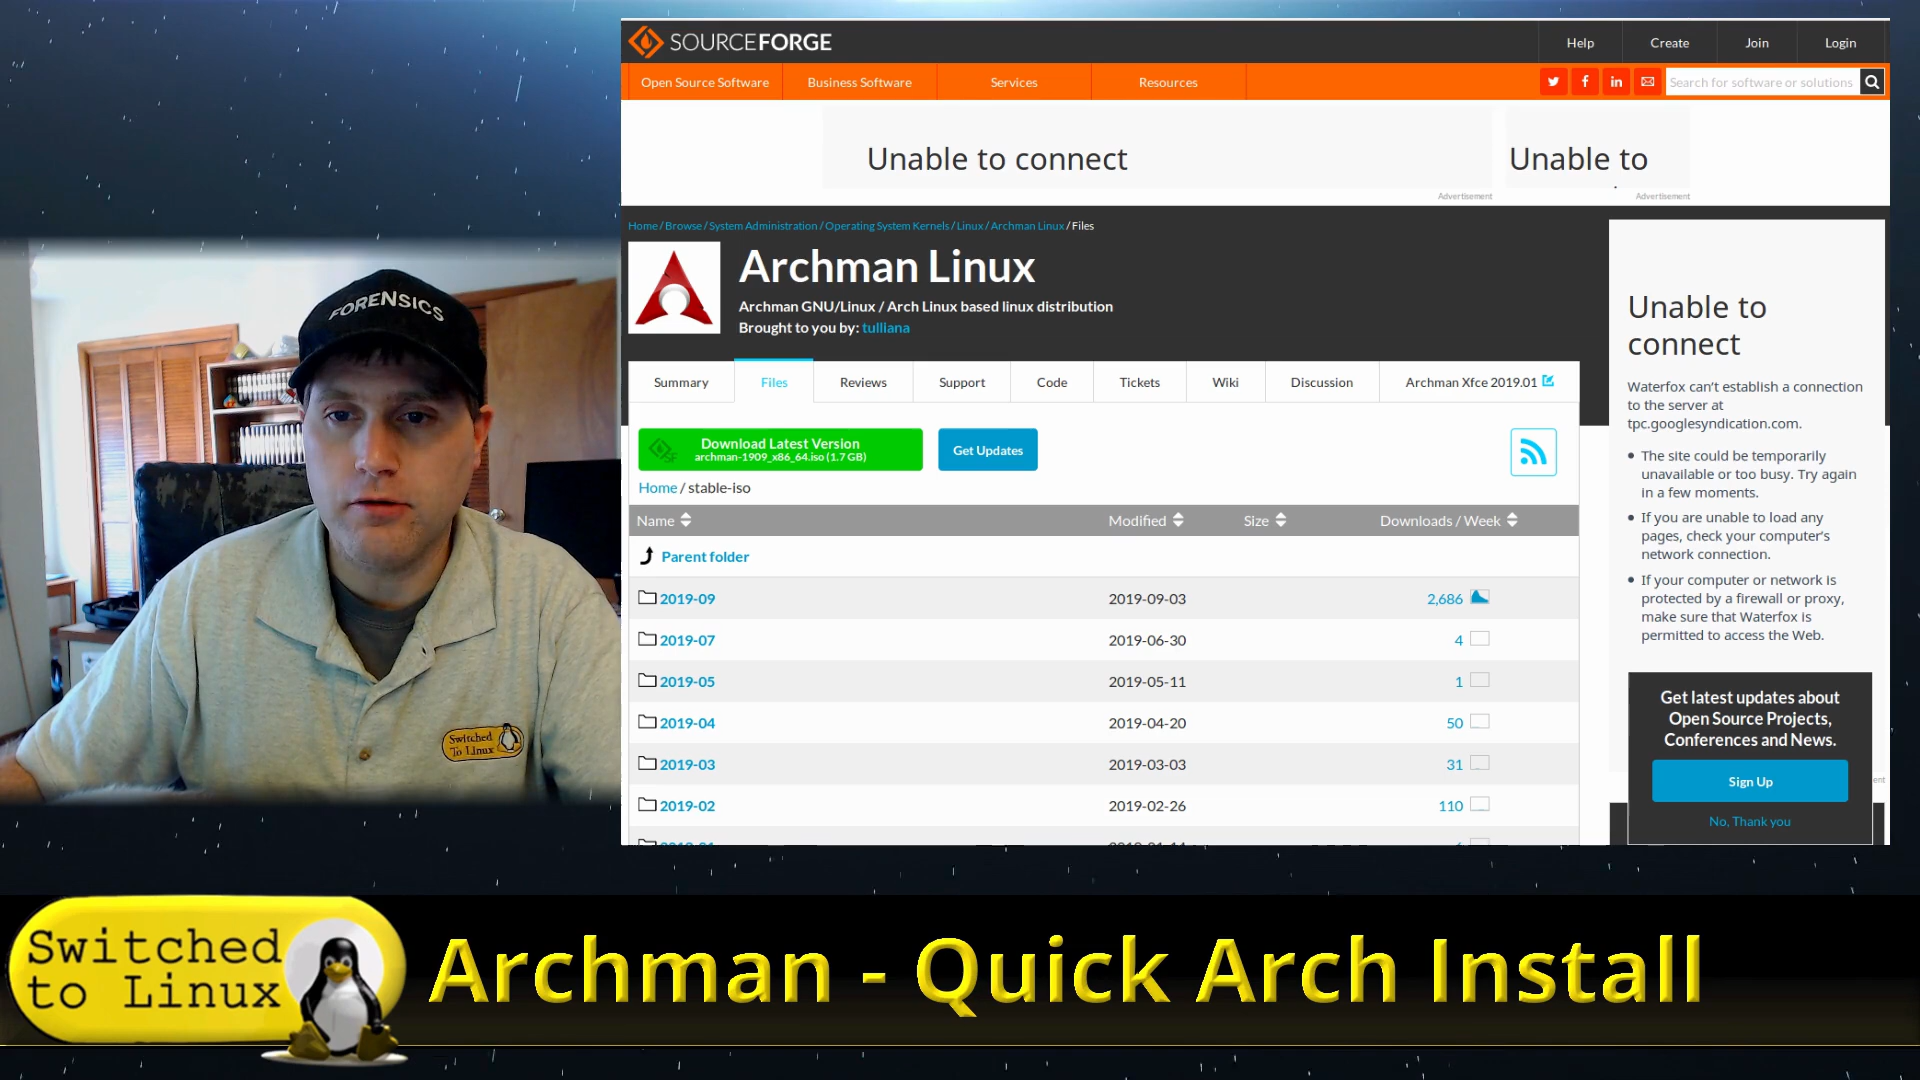 SOURCEFORGE
Help Create Join Login
Open Source Software Business Software Services Resources
Search for software or solutions
Unable to connect
Unable to
Advertisement
Advertisement
Home / Browse / System Administration / Operating System Kernels / Linux / Archman Linux / Files
Archman Linux
Archman GNU/Linux / Arch Linux based linux distribution
Brought to you by: tulliana
Summary Files Reviews Support Code Tickets Wiki Discussion Archman Xfce 2019.01
Download Latest Version
archman-1909_x86_64.iso (1.7 GB)
Get Updates
Home / stable-iso
Name Modified Size Downloads / Week
Parent folder
2019-09 2019-09-03 2,686
2019-07 2019-06-30 4
2019-05 2019-05-11 1
2019-04 2019-04-20 50
2019-03 2019-03-03 31
2019-02 2019-02-26 110
Unable to
connect
Waterfox can’t establish a connection
to the server at
tpc.googlesyndication.com.
The site could be temporarily
unavailable or too busy. Try again
in a few moments.
If you are unable to load any
pages, check your computer’s
network connection.
If your computer or network is
protected by a firewall or proxy,
make sure that Waterfox is
permitted to access the Web.
Get latest updates about
Open Source Projects,
Conferences and News.
Sign Up
No, Thank you
FORENSICS
Switched
To Linux
Switched
to Linux
Archman - Quick Arch Install